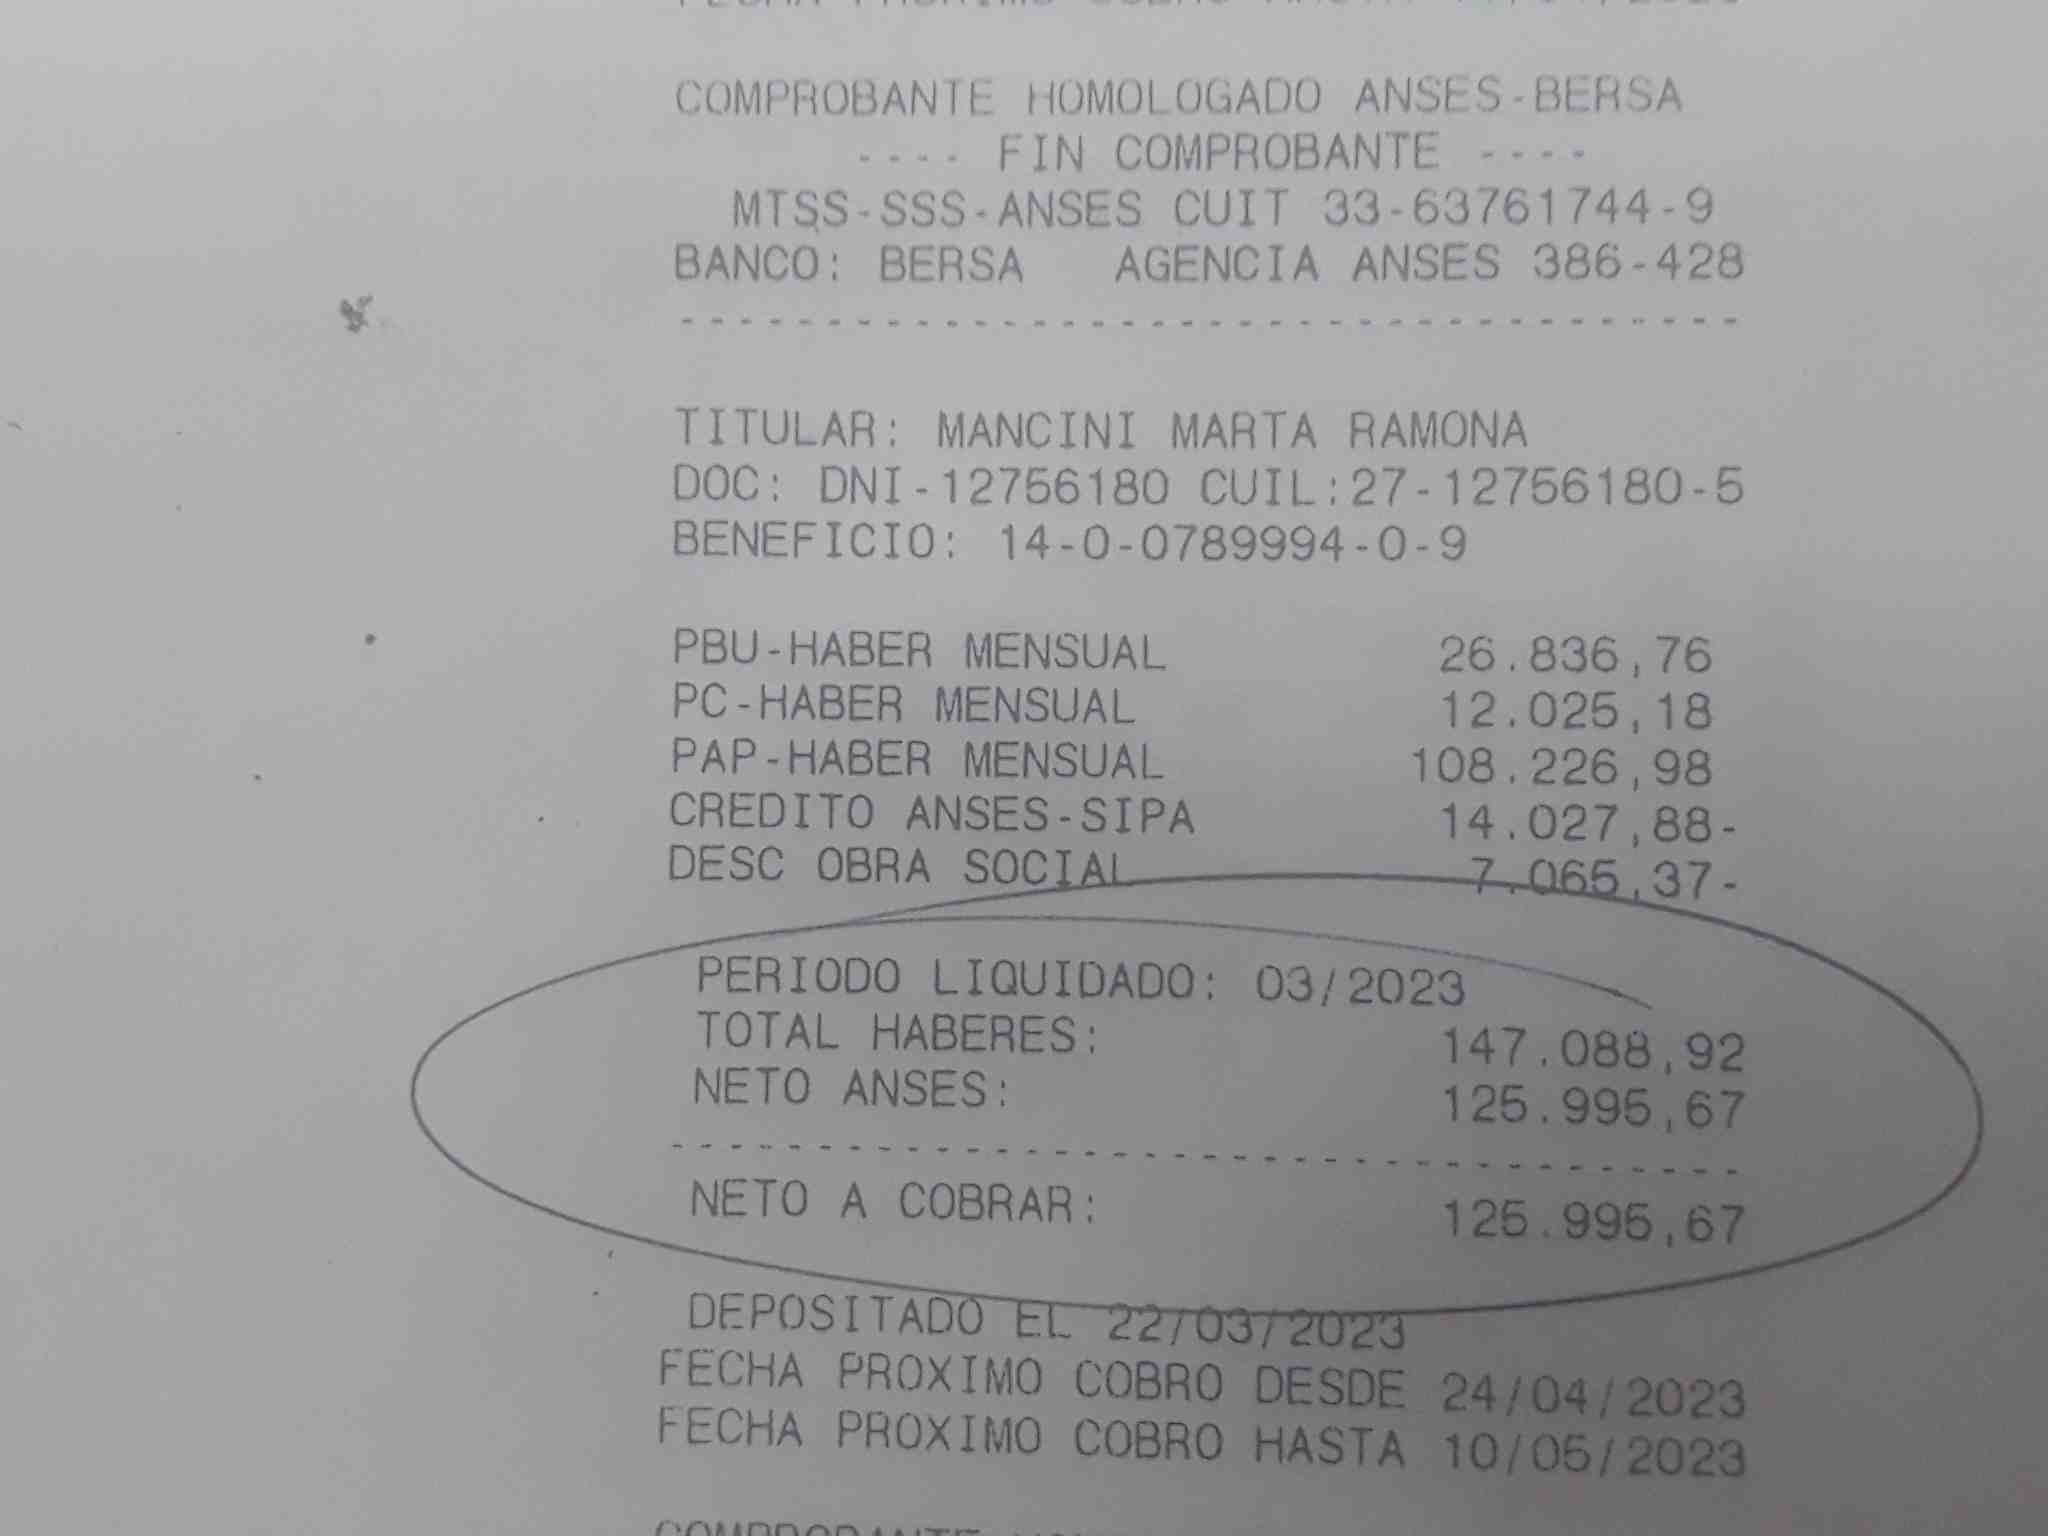 COMPROBANTE HOMOLOGADO ANSES-BERSA
---- FIN COMPROBANTE ----
MTSS-SSS-ANSES CUIT 33-63761744-9
BANCO: BERSA AGENCIA ANSES 386-428
-------------------------------------
TITULAR: MANCINI MARTA RAMONA
DOC: DNI-12756180 CUIL:27-12756180-5
BENEFICIO: 14-0-0789994-0-9
PBU-HABER MENSUAL 26.836,76
PC-HABER MENSUAL 12.025,18
PAP-HABER MENSUAL 108.226,98
CREDITO ANSES-SIPA 14.027,88-
DESC OBRA SOCIAL 7.065,37-
PERIODO LIQUIDADO: 03/2023
TOTAL HABERES: 147.088,92
NETO ANSES: 125.995,67
-------------------------------------
NETO A COBRAR: 125.995,67
DEPOSITADO EL 22/03/2023
FECHA PROXIMO COBRO DESDE 24/04/2023
FECHA PROXIMO COBRO HASTA 10/05/2023